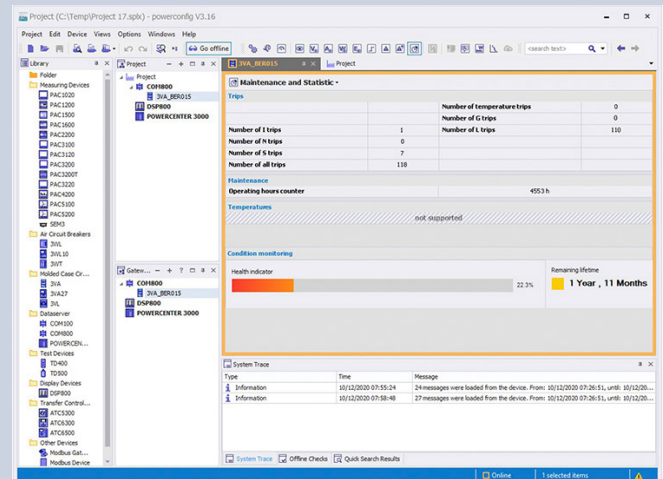 Project (C:\Temp\Project 17.splx) - powerconfig V3.16
Project Edit Device Views Options Windows Help
Go offline
<search text>
Library
Folder
Measuring Devices
PAC1020
PAC1200
PAC1500
PAC1600
PAC2200
PAC3100
PAC3120
PAC3200
PAC3200T
PAC3220
PAC4200
PAC5100
PAC5200
SEM3
Air Circuit Breakers
3WL
3WL10
3WT
Molded Case Cir...
3VA
3VA27
3VL
Dataserver
COM100
COM800
POWERCEN...
Test Devices
TD400
TD500
Display Devices
DSP800
Transfer Control...
ATC5300
ATC6300
ATC6500
Other Devices
Modbus Gat...
Modbus Device
Project
Project
COM800
3VA_BER015
DSP800
POWERCENTER 3000
Gatew...
COM800
3VA_BER015
DSP800
POWERCENTER 3000
3VA_BER015
Project
Maintenance and Statistic
Trips
Number of temperature trips 0
Number of G trips 0
Number of I trips 1 Number of L trips 110
Number of N trips 0
Number of S trips 7
Number of all trips 118
Maintenance
Operating hours counter 4553 h
Temperatures
not supported
Condition monitoring
Health indicator
22.3%
Remaining lifetime
1 Year , 11 Months
System Trace
Type Time Message
Information 10/12/2020 07:55:24 24 messages were loaded from the device. From: 10/12/2020 07:26:51, until: 10/12/20...
Information 10/12/2020 07:58:48 27 messages were loaded from the device. From: 10/12/2020 07:26:51, until: 10/12/20...
System Trace Offline Checks Quick Search Results
Online 1 selected items